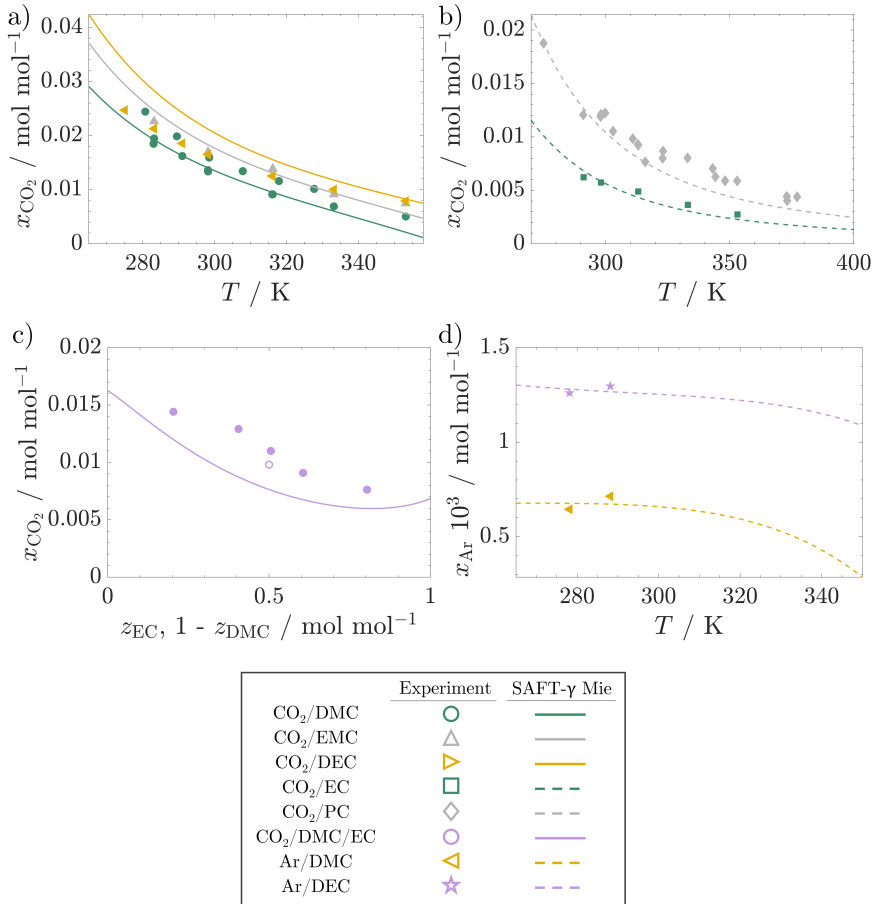 a)
0.04
0.03
0.02
0.01
0
280 300 320 340
x_CO₂ / mol mol⁻¹
T / K
b)
0.02
0.015
0.01
0.005
0
300 350 400
x_CO₂ / mol mol⁻¹
T / K
c)
0.02
0.015
0.01
0.005
0
0 0.5 1
x_CO₂ / mol mol⁻¹
z_EC, 1 - z_DMC / mol mol⁻¹
d)
1.5
1
0.5
280 300 320 340
x_Ar 10³ / mol mol⁻¹
T / K
Experiment SAFT-γ Mie
CO₂/DMC
CO₂/EMC
CO₂/DEC
CO₂/EC
CO₂/PC
CO₂/DMC/EC
Ar/DMC
Ar/DEC